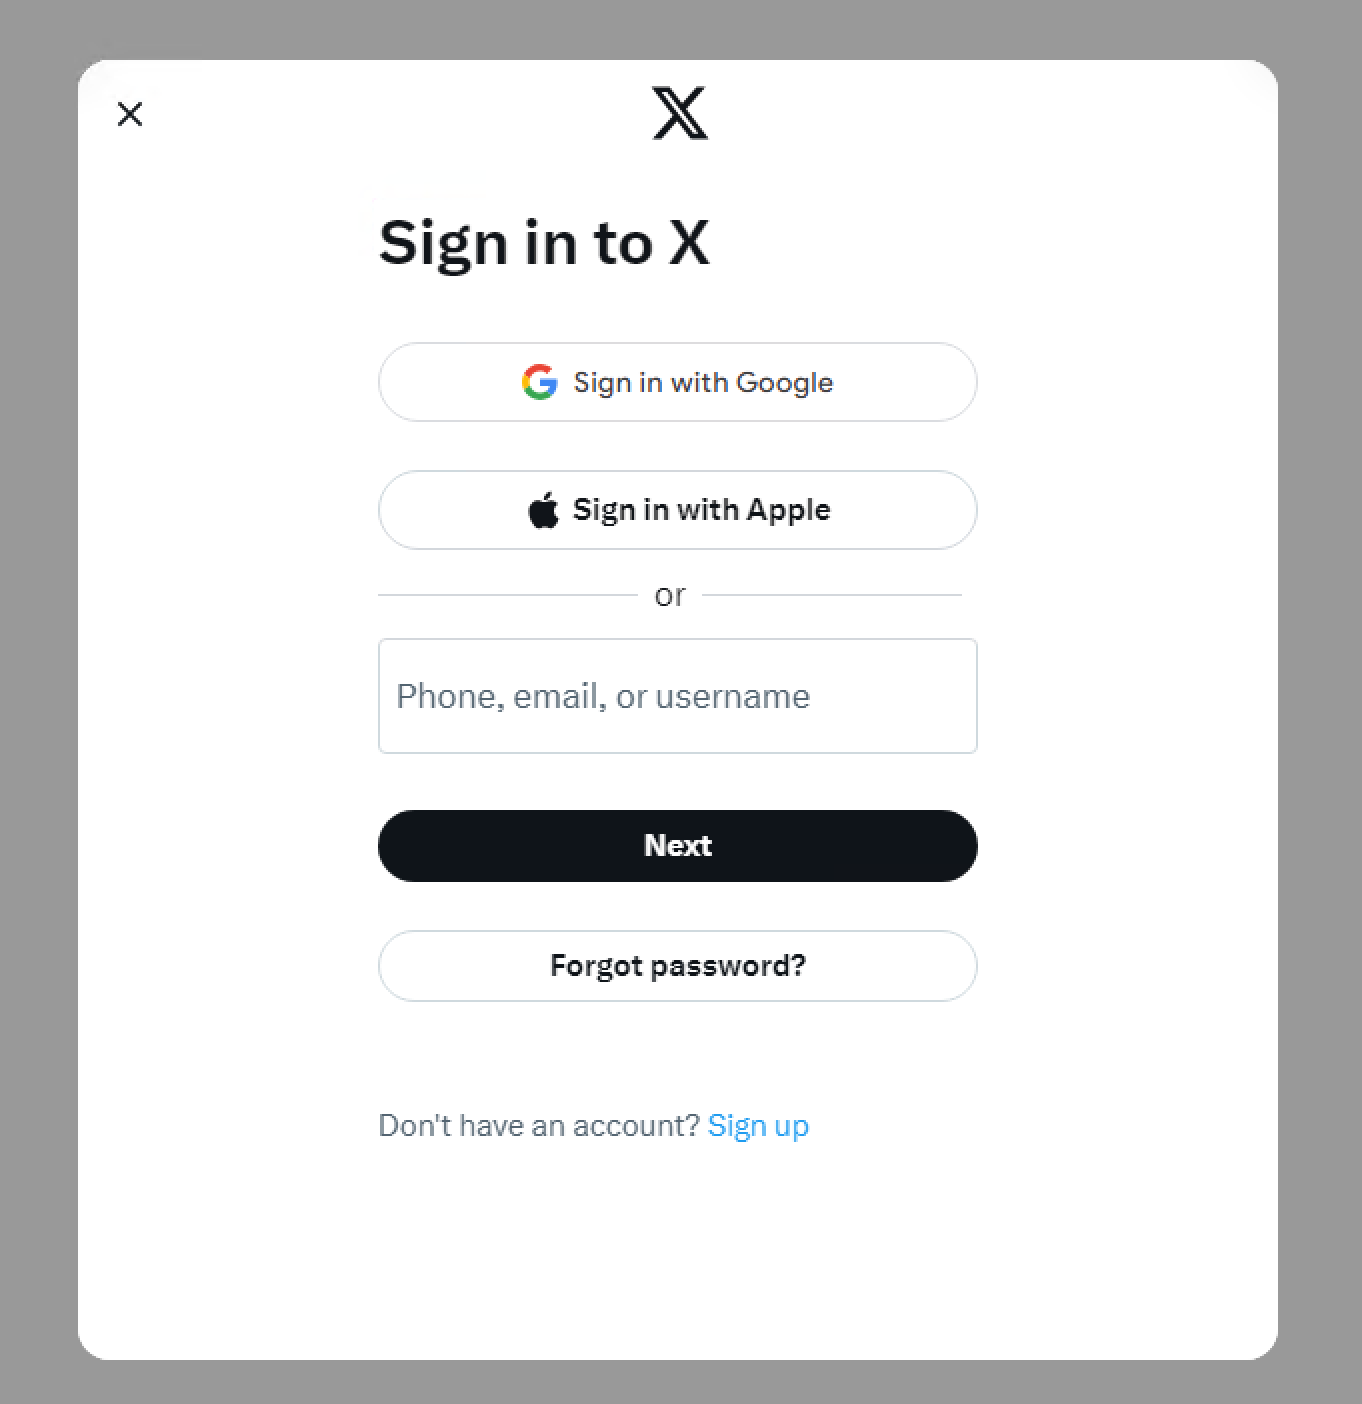 Sign in to X
Sign in with Google
Sign in with Apple
or
Phone, email, or username
Next
Forgot password?
Don't have an account? Sign up